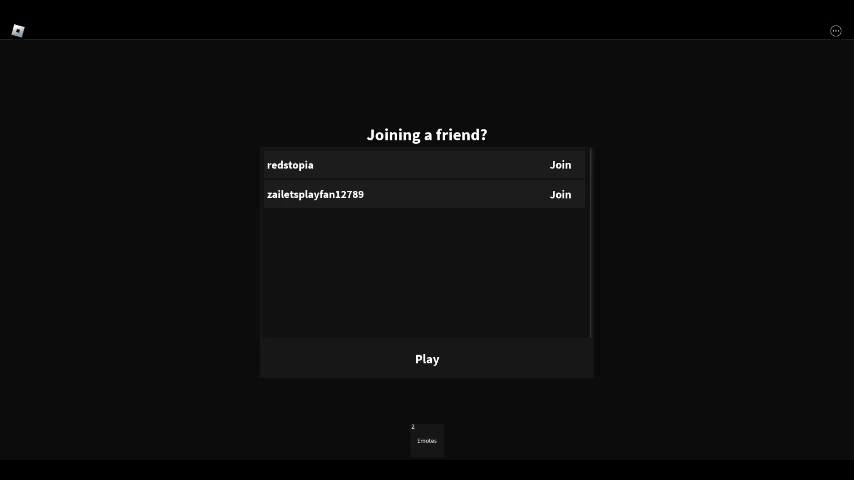 Joining a friend?
redstopia Join
zailetsplayfan12789 Join
Play
2
Emotes